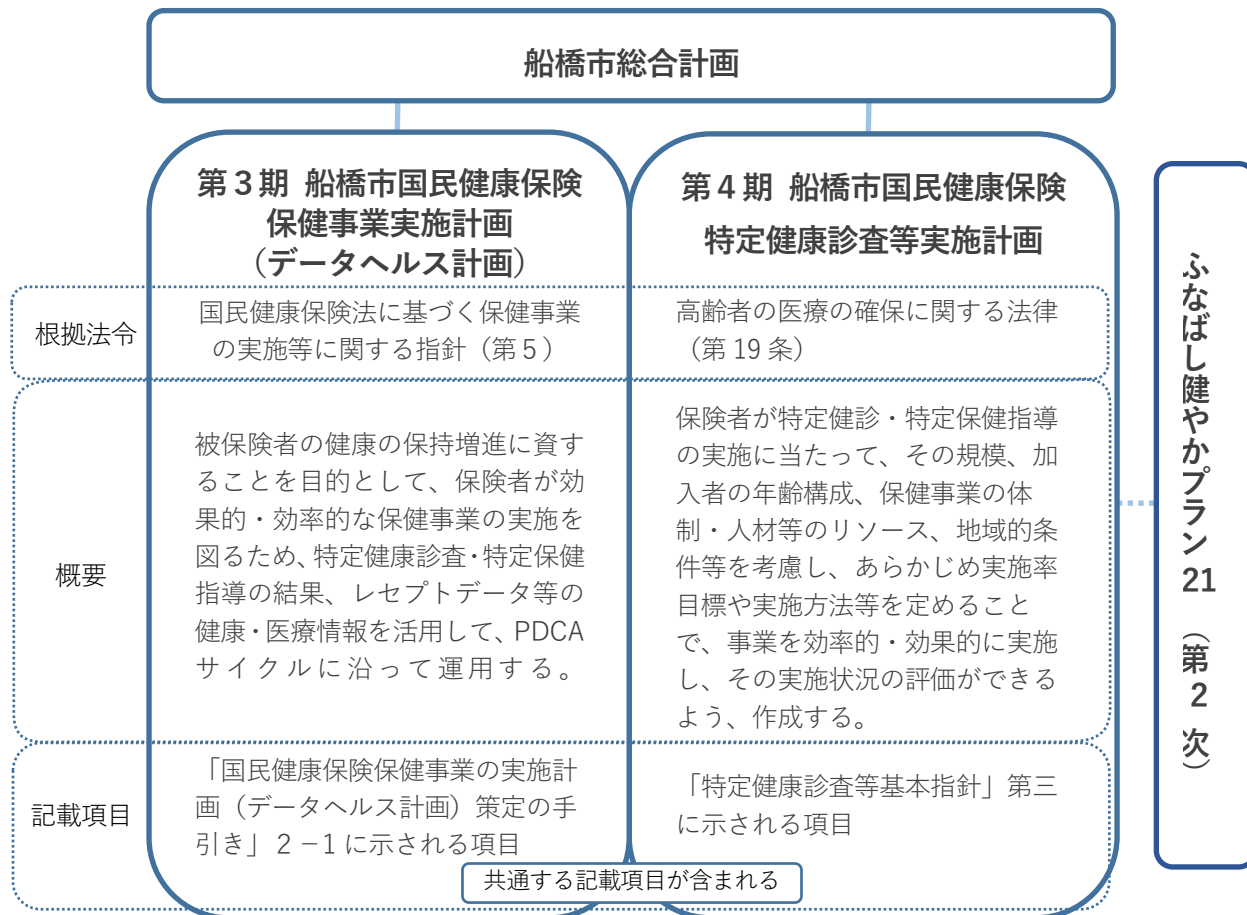 船橋市総合計画
第３期 船橋市国民健康保険
保健事業実施計画
（データヘルス計画）
第４期 船橋市国民健康保険
特定健康診査等実施計画
根拠法令
国民健康保険法に基づく保健事業
の実施等に関する指針（第５）
高齢者の医療の確保に関する法律
（第 19 条）
概要
被保険者の健康の保持増進に資す
ることを目的として、保険者が効
果的・効率的な保健事業の実施を
図るため、特定健康診査・特定保健
指導の結果、レセプトデータ等の
健康・医療情報を活用して、PDCA
サイクルに沿って運用する。
保険者が特定健診・特定保健指導
の実施に当たって、その規模、加
入者の年齢構成、保健事業の体
制・人材等のリソース、地域的条
件等を考慮し、あらかじめ実施率
目標や実施方法等を定めること
で、事業を効率的・効果的に実施
し、その実施状況の評価ができる
よう、作成する。
記載項目
「国民健康保険保健事業の実施計
画（データヘルス計画）策定の手
引き」２－１に示される項目
「特定健康診査等基本指針」第三
に示される項目
共通する記載項目が含まれる
ふなばし健やかプラン 21 （第２次）